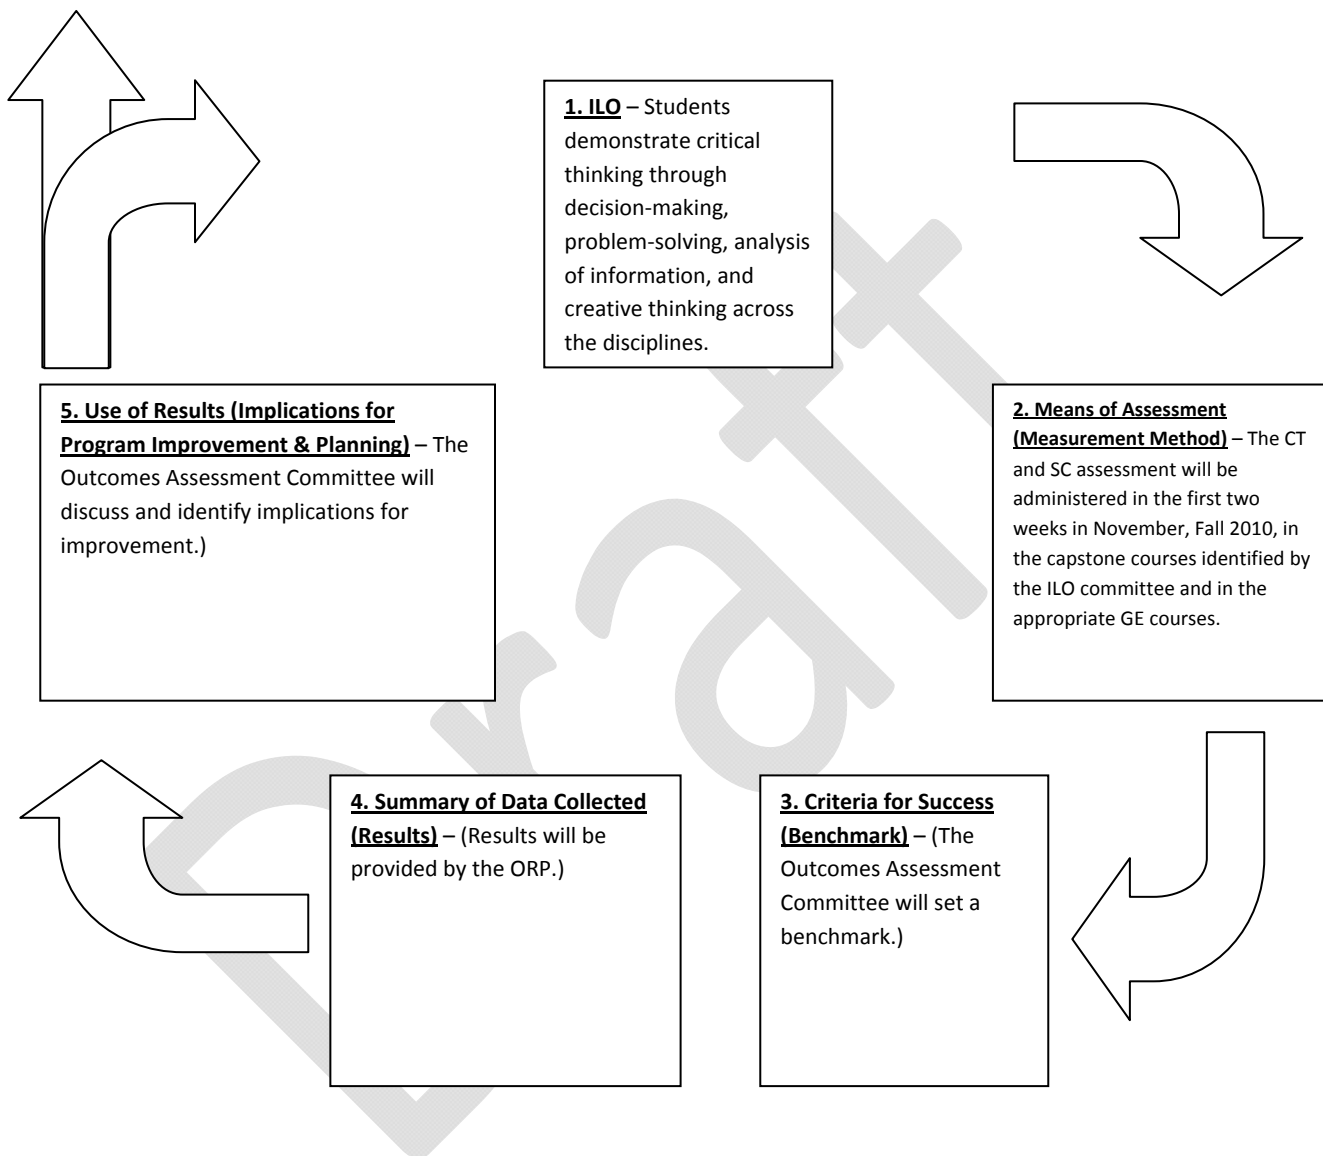 1. ILO – Students
demonstrate critical
thinking through
decision-making,
problem-solving, analysis
of information, and
creative thinking across
the disciplines.
2. Means of Assessment
(Measurement Method) – The CT
and SC assessment will be
administered in the first two
weeks in November, Fall 2010, in
the capstone courses identified by
the ILO committee and in the
appropriate GE courses.
3. Criteria for Success
(Benchmark) – (The
Outcomes Assessment
Committee will set a
benchmark.)
4. Summary of Data Collected
(Results) – (Results will be
provided by the ORP.)
5. Use of Results (Implications for
Program Improvement & Planning) – The
Outcomes Assessment Committee will
discuss and identify implications for
improvement.)
Draft